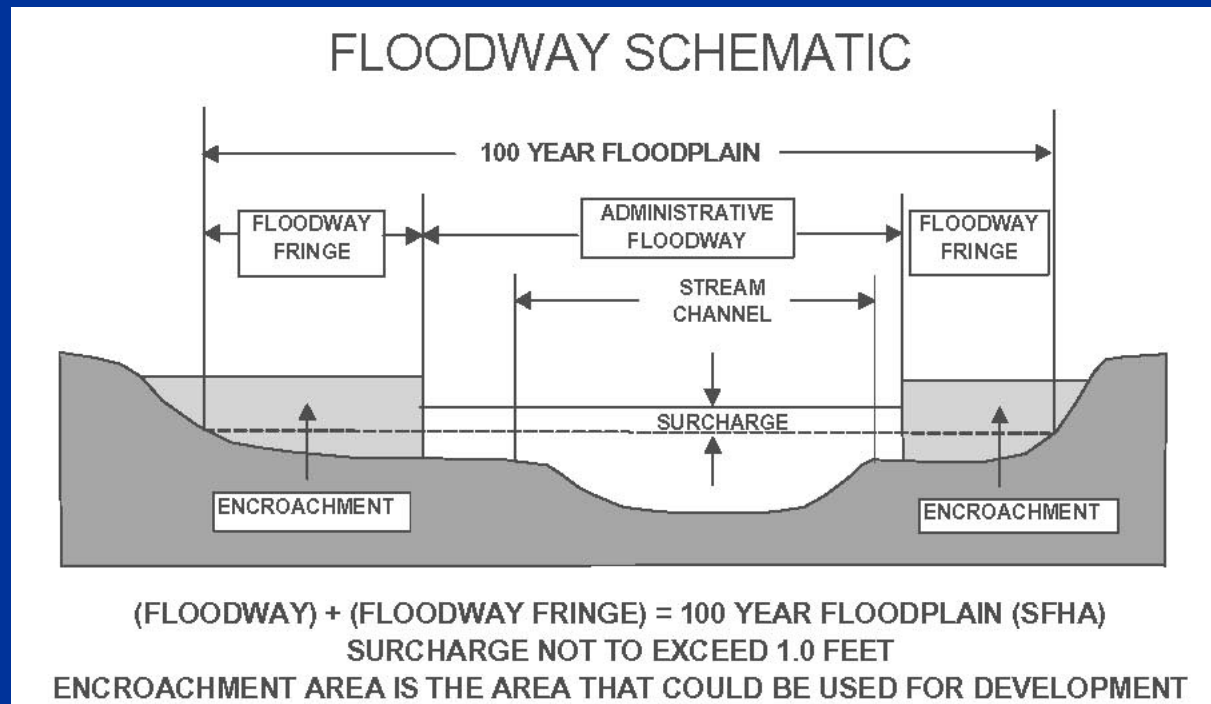 FLOODWAY SCHEMATIC
100 YEAR FLOODPLAIN
FLOODWAY
FRINGE
ADMINISTRATIVE
FLOODWAY
FLOODWAY
FRINGE
STREAM
CHANNEL
SURCHARGE
ENCROACHMENT
ENCROACHMENT
(FLOODWAY) + (FLOODWAY FRINGE) = 100 YEAR FLOODPLAIN (SFHA)
SURCHARGE NOT TO EXCEED 1.0 FEET
ENCROACHMENT AREA IS THE AREA THAT COULD BE USED FOR DEVELOPMENT